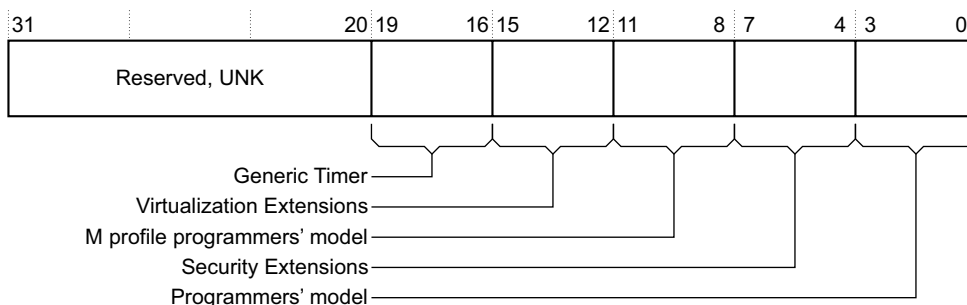 31 20 19 16 15 12 11 8 7 4 3 0
Reserved, UNK
Generic Timer
Virtualization Extensions
M profile programmers’ model
Security Extensions
Programmers’ model